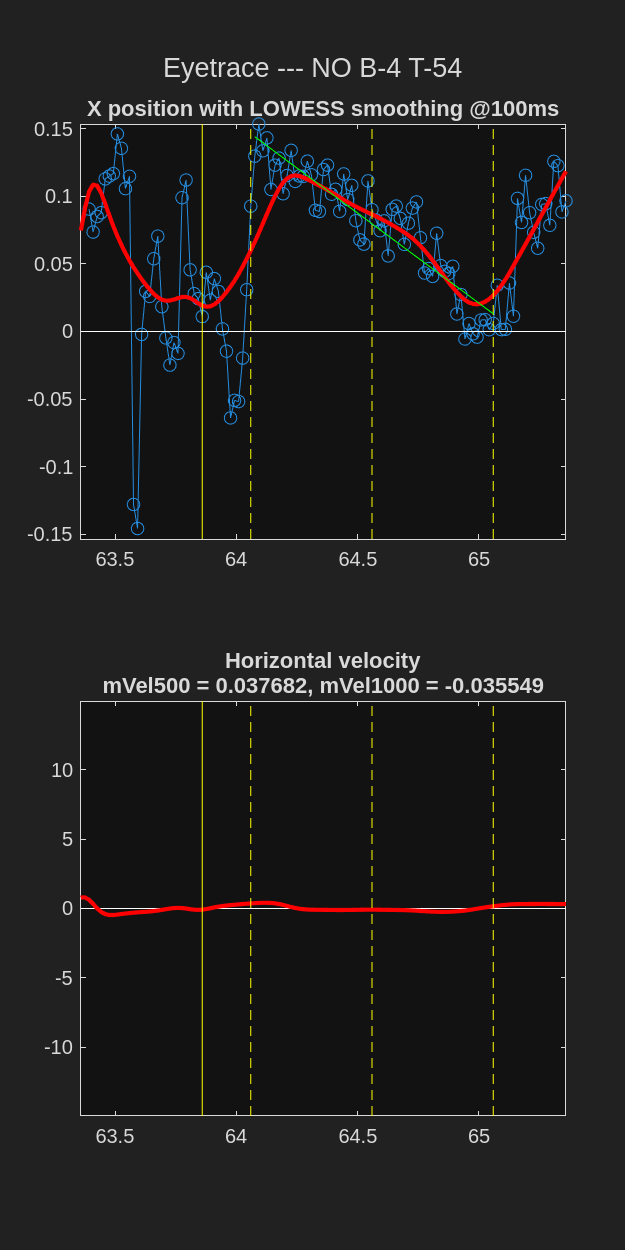 Eyetrace --- NO B-4 T-54
X position with LOWESS smoothing @100ms
0.15
0.1
0.05
0
-0.05
-0.1
-0.15
63.5 64 64.5 65
Horizontal velocity
mVel500 = 0.037682, mVel1000 = -0.035549
10
5
0
-5
-10
63.5 64 64.5 65